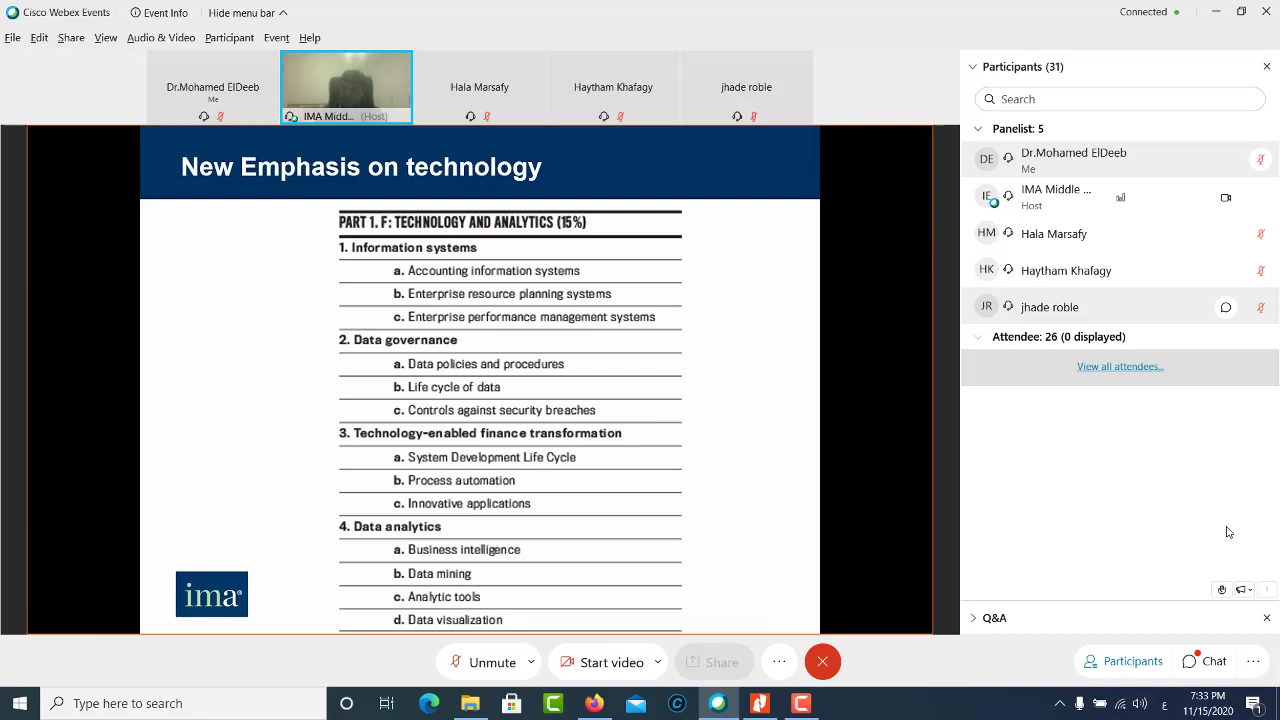 Cisco Webex Events
Hide menu bar
Connected
File Edit Share View Audio & Video Participant Event Help
Dr.Mohamed ElDeeb
Me
IMA Midd... (Host)
Hala Marsafy
Haytham Khafagy
jhade roble
New Emphasis on technology
PART 1. F: TECHNOLOGY AND ANALYTICS (15%)
1. Information systems
a. Accounting information systems
b. Enterprise resource planning systems
c. Enterprise performance management systems
2. Data governance
a. Data policies and procedures
b. Life cycle of data
c. Controls against security breaches
3. Technology-enabled finance transformation
a. System Development Life Cycle
b. Process automation
c. Innovative applications
4. Data analytics
a. Business intelligence
b. Data mining
c. Analytic tools
d. Data visualization
ima®
Participants (31)
Search
Panelist: 5
DE Dr.Mohamed ElDeeb
Me
IE IMA Middle ...
Host
HM Hala Marsafy
HK Haytham Khafagy
JR jhade roble
Attendee: 26 (0 displayed)
View all attendees...
Q&A
Unmute
Start video
Share
Participants
Chat
Type here to search
E
7:33 PM
11/15/2020